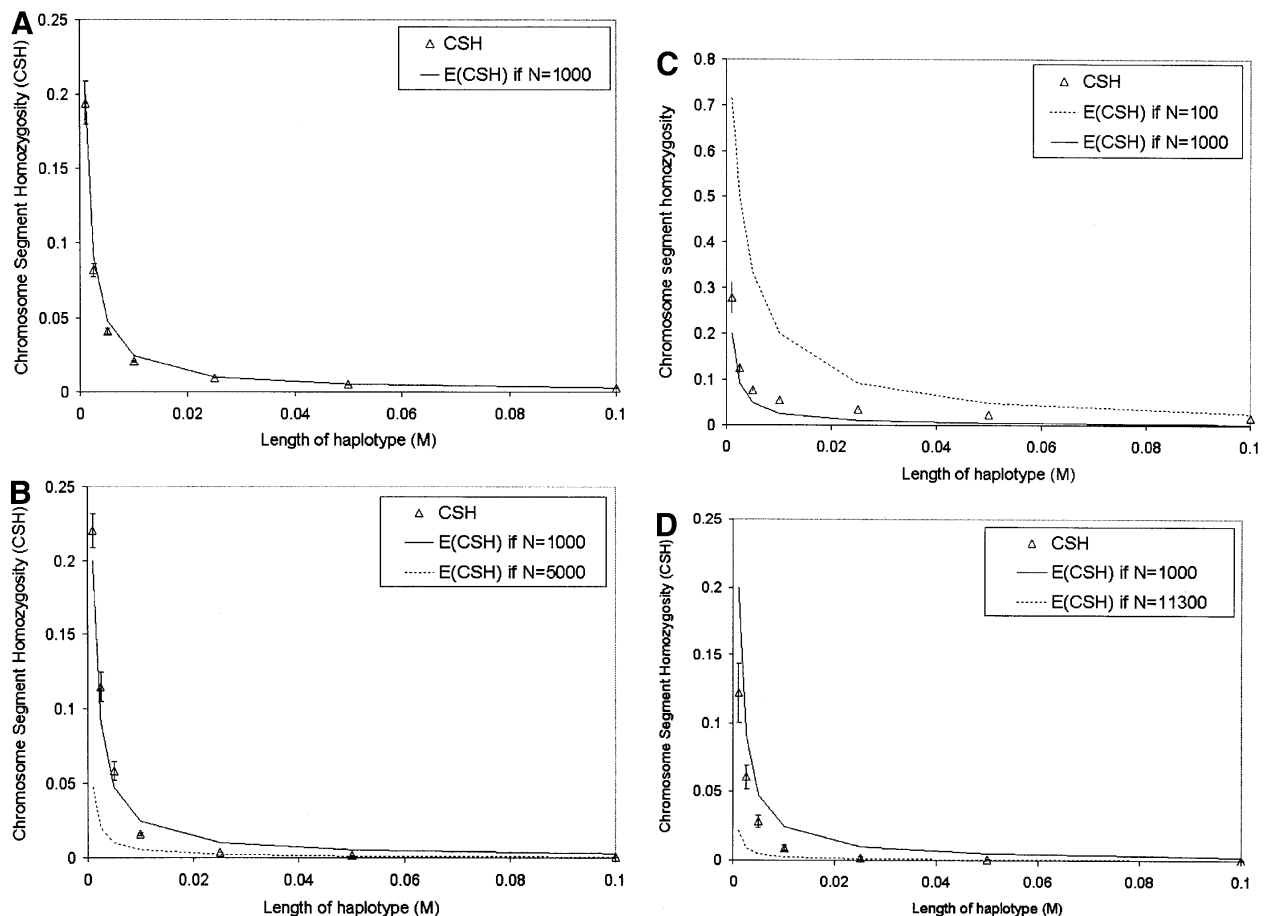 A
Chromosome Segment Homozygosity (CSH)
0.25
0.2
0.15
0.1
0.05
0
CSH
E(CSH) if N=1000
0 0.02 0.04 0.06 0.08 0.1
Length of haplotype (M)
B
Chromosome Segment Homozygosity (CSH)
0.25
0.2
0.15
0.1
0.05
0
CSH
E(CSH) if N=1000
E(CSH) if N=5000
0 0.02 0.04 0.06 0.08 0.1
Length of haplotype (M)
C
Chromosome segment homozygosity
0.8
0.7
0.6
0.5
0.4
0.3
0.2
0.1
0
CSH
E(CSH) if N=100
E(CSH) if N=1000
0 0.02 0.04 0.06 0.08 0.1
Length of haplotype (M)
D
Chromosome Segment Homozygosity (CSH)
0.25
0.2
0.15
0.1
0.05
0
CSH
E(CSH) if N=1000
E(CSH) if N=11300
0 0.02 0.04 0.06 0.08 0.1
Length of haplotype (M)